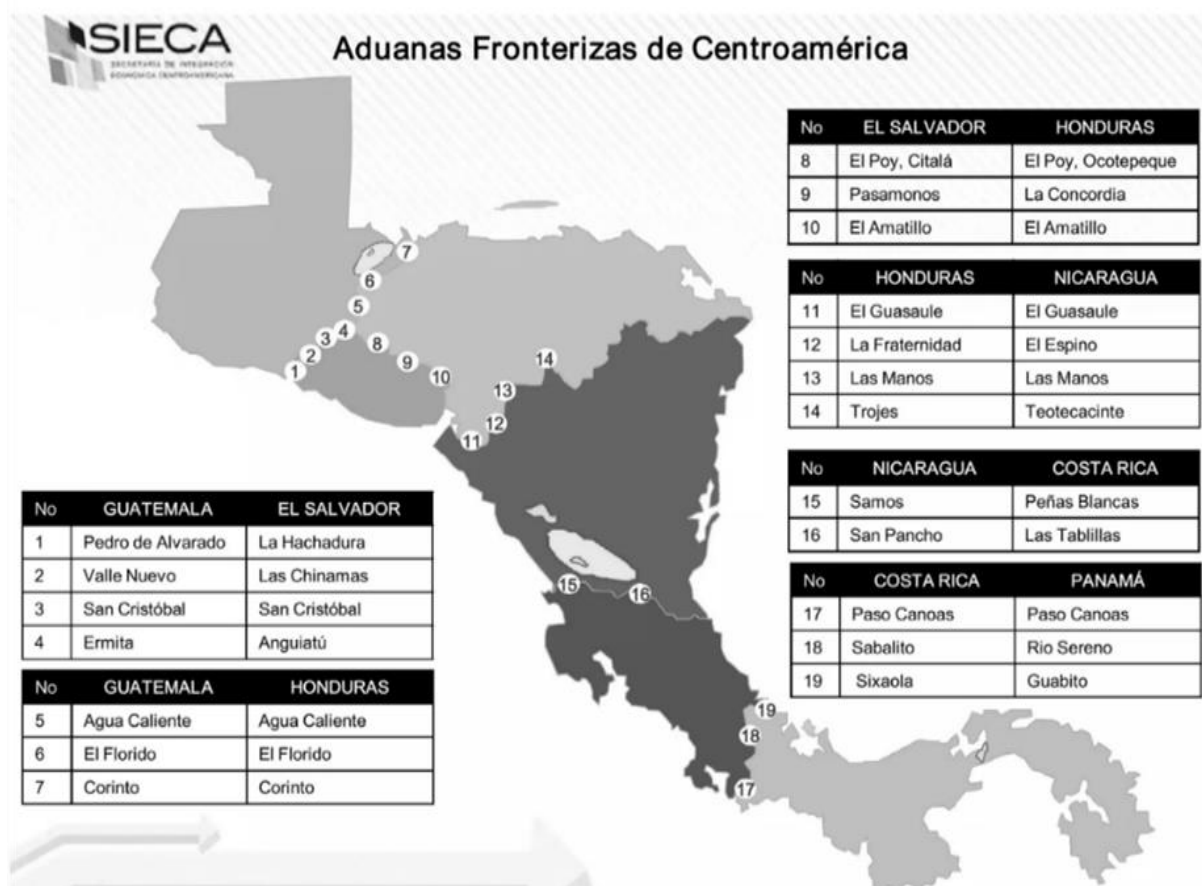 SIECA
SECRETARÍA DE INTEGRACIÓN
ECONÓMICA CENTROAMERICANA
Aduanas Fronterizas de Centroamérica
No EL SALVADOR HONDURAS
8 El Poy, Citalá El Poy, Ocotepeque
9 Pasamonos La Concordia
10 El Amatillo El Amatillo
No HONDURAS NICARAGUA
11 El Guasaule El Guasaule
12 La Fraternidad El Espino
13 Las Manos Las Manos
14 Trojes Teotecacinte
No NICARAGUA COSTA RICA
15 Samos Peñas Blancas
16 San Pancho Las Tablillas
No COSTA RICA PANAMÁ
17 Paso Canoas Paso Canoas
18 Sabalito Rio Sereno
19 Sixaola Guabito
No GUATEMALA EL SALVADOR
1 Pedro de Alvarado La Hachadura
2 Valle Nuevo Las Chinamas
3 San Cristóbal San Cristóbal
4 Ermita Anguiatú
No GUATEMALA HONDURAS
5 Agua Caliente Agua Caliente
6 El Florido El Florido
7 Corinto Corinto
7
6
5
4
3
8
2
9
14
1
10
13
12
11
15
16
19
18
17